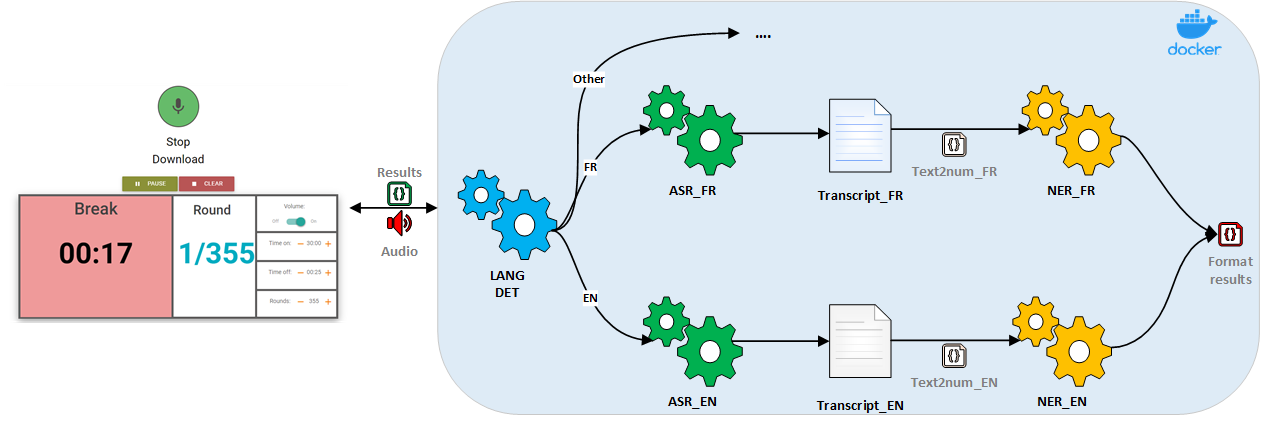 Stop
Download
PAUSE
CLEAR
Break
00:17
Round
1/355
Volume:
Off
On
Time on:
− 30:00 +
Time off:
− 00:25 +
Rounds:
− 355 +
Results
{}
Audio
docker
Other
....
LANG
DET
FR
ASR_FR
Transcript_FR
{}
Text2num_FR
NER_FR
EN
ASR_EN
Transcript_EN
{}
Text2num_EN
NER_EN
{}
Format
results